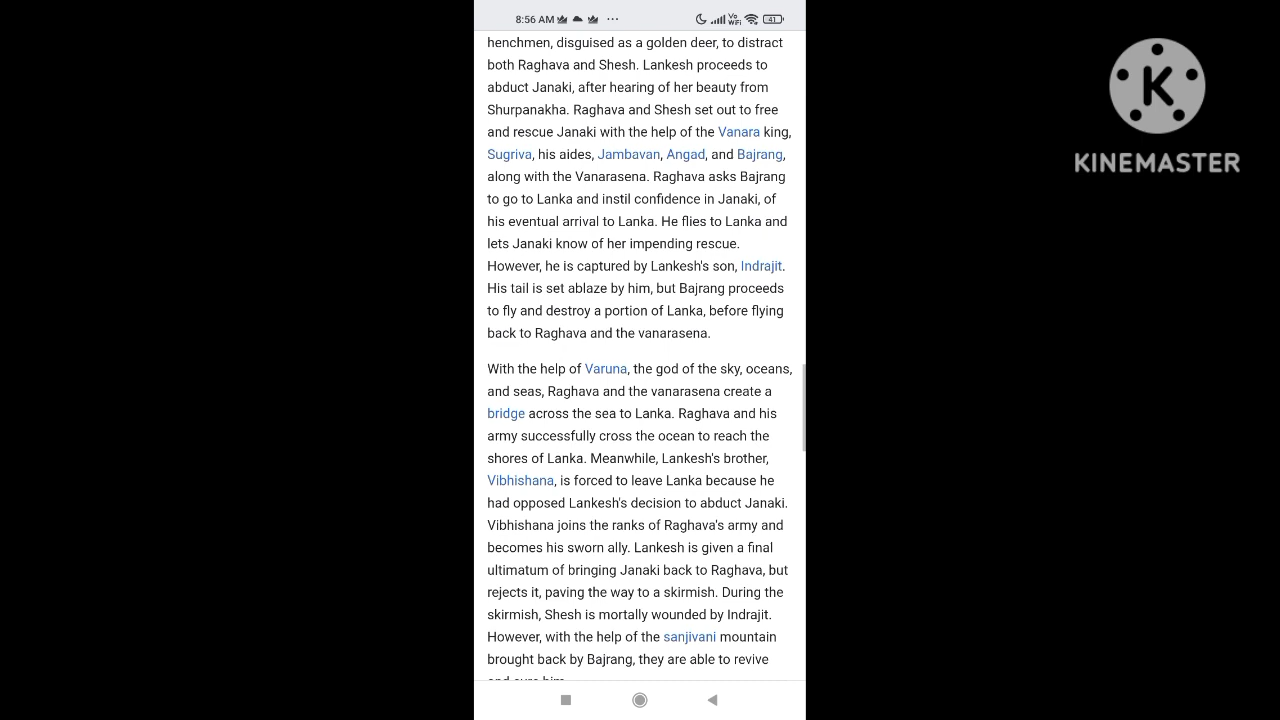 8:56 AM
Vo
WiFi
41
henchmen, disguised as a golden deer, to distract
both Raghava and Shesh. Lankesh proceeds to
abduct Janaki, after hearing of her beauty from
Shurpanakha. Raghava and Shesh set out to free
and rescue Janaki with the help of the Vanara king,
Sugriva, his aides, Jambavan, Angad, and Bajrang,
along with the Vanarasena. Raghava asks Bajrang
to go to Lanka and instil confidence in Janaki, of
his eventual arrival to Lanka. He flies to Lanka and
lets Janaki know of her impending rescue.
However, he is captured by Lankesh's son, Indrajit.
His tail is set ablaze by him, but Bajrang proceeds
to fly and destroy a portion of Lanka, before flying
back to Raghava and the vanarasena.
With the help of Varuna, the god of the sky, oceans,
and seas, Raghava and the vanarasena create a
bridge across the sea to Lanka. Raghava and his
army successfully cross the ocean to reach the
shores of Lanka. Meanwhile, Lankesh's brother,
Vibhishana, is forced to leave Lanka because he
had opposed Lankesh's decision to abduct Janaki.
Vibhishana joins the ranks of Raghava's army and
becomes his sworn ally. Lankesh is given a final
ultimatum of bringing Janaki back to Raghava, but
rejects it, paving the way to a skirmish. During the
skirmish, Shesh is mortally wounded by Indrajit.
However, with the help of the sanjivani mountain
brought back by Bajrang, they are able to revive
and cure him.
K
KINEMASTER